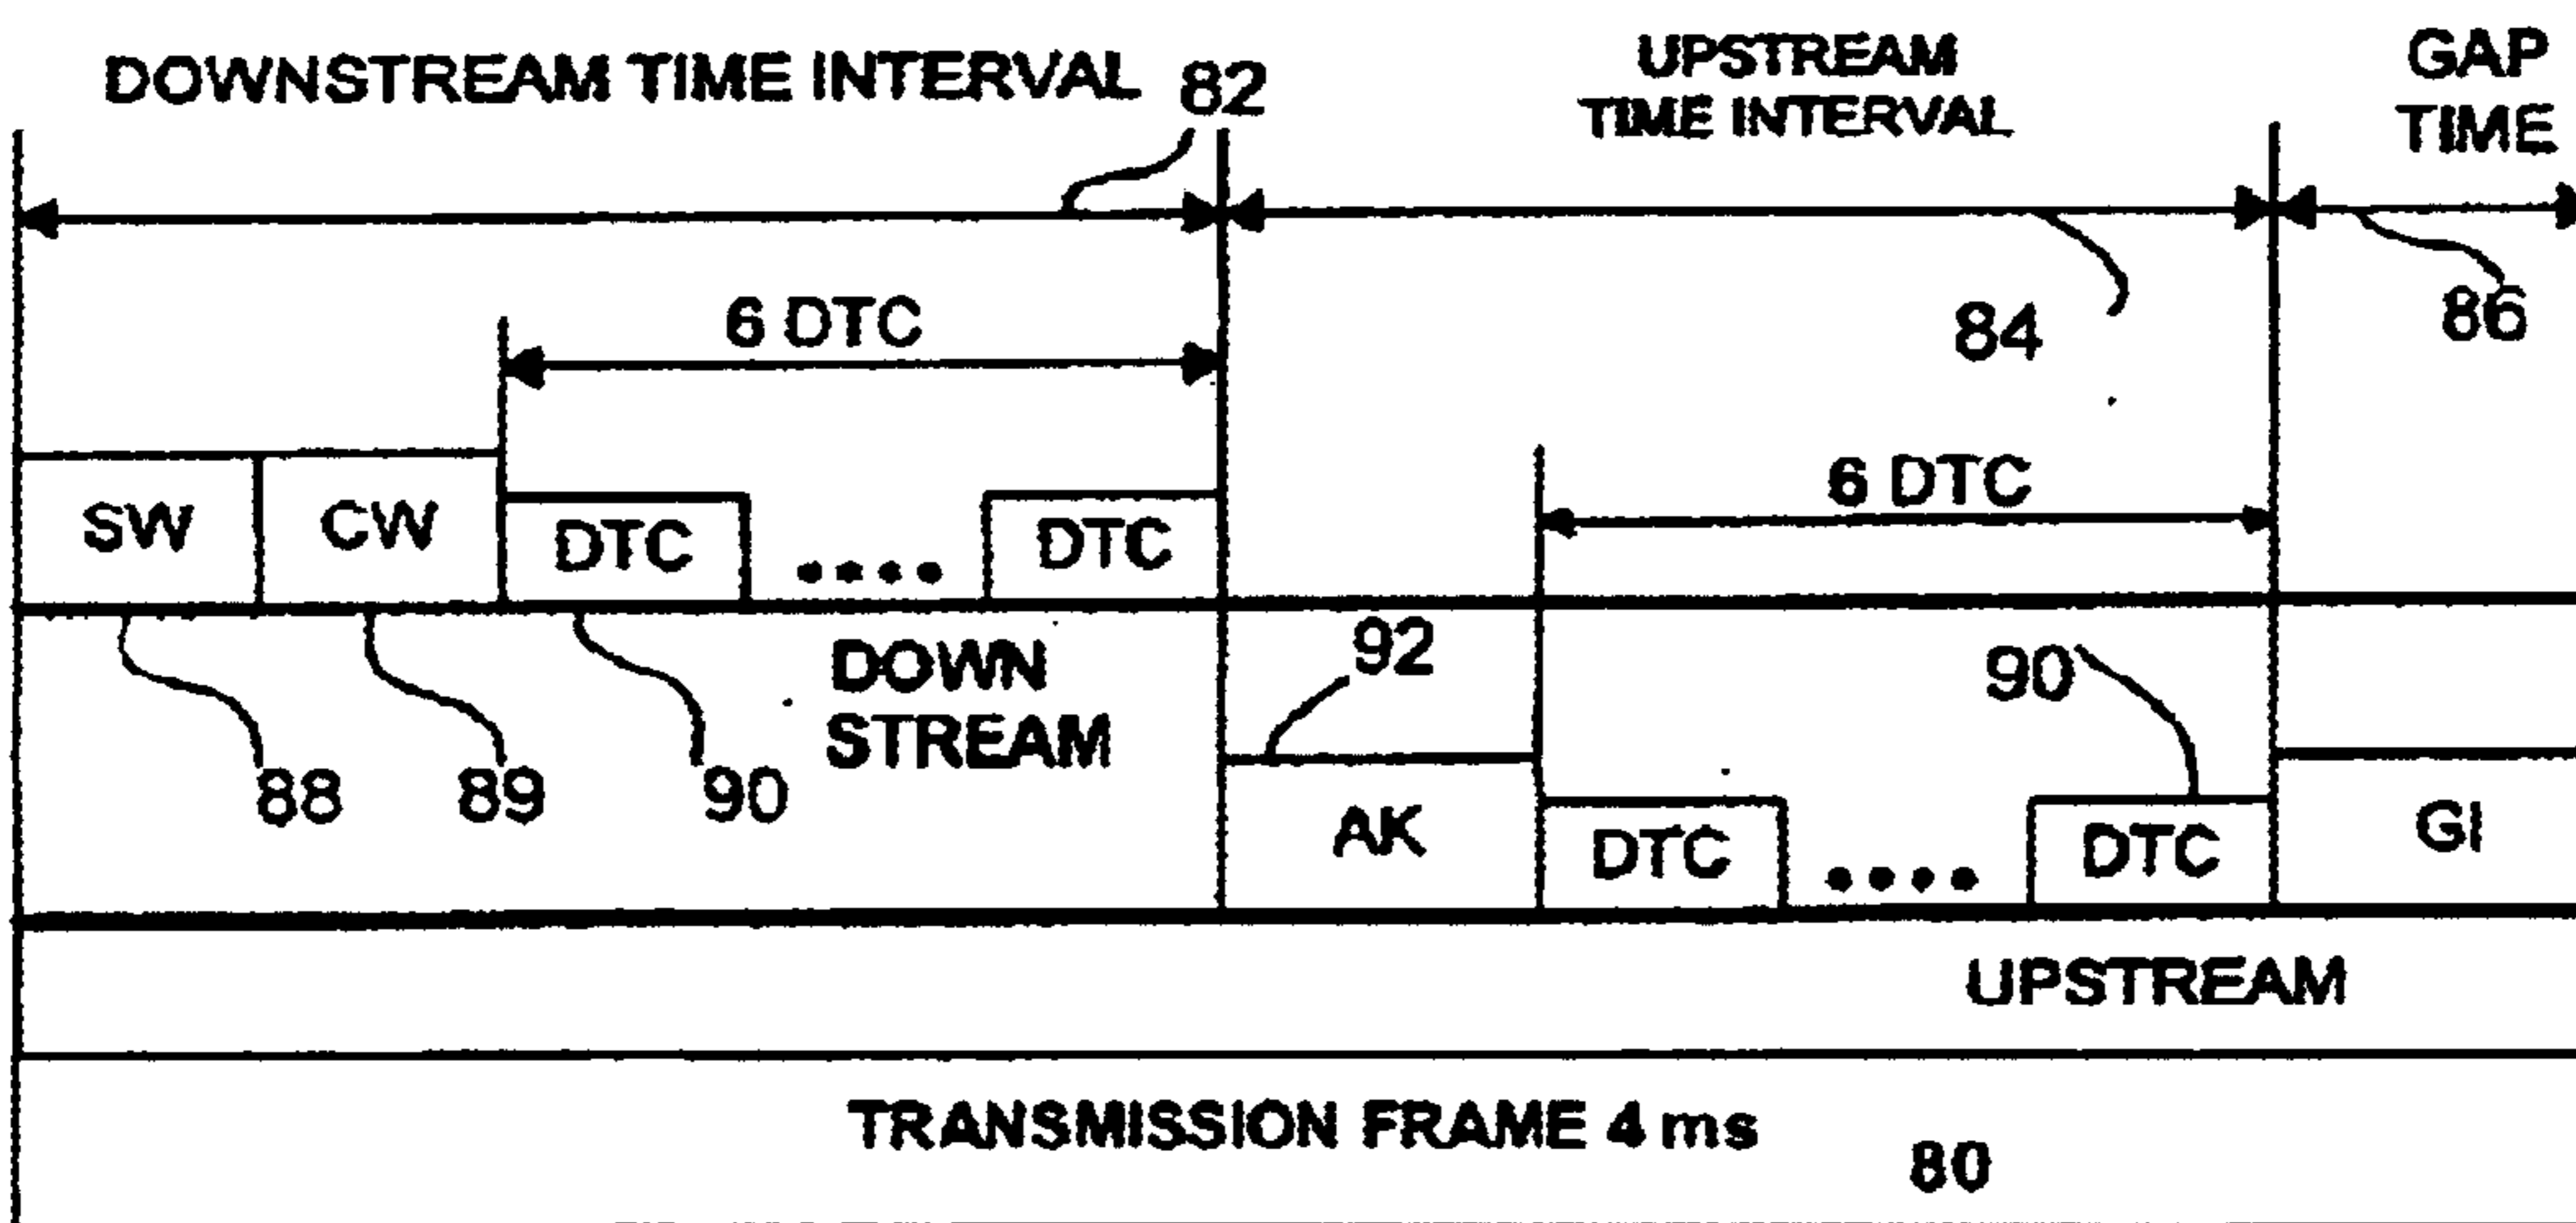 DOWNSTREAM TIME INTERVAL 82
UPSTREAM
TIME INTERVAL
GAP
TIME
84
86
6 DTC
6 DTC
SW
CW
DTC
....
DTC
88
89
90
DOWN
STREAM
92
90
AK
DTC
....
DTC
GI
UPSTREAM
TRANSMISSION FRAME 4 ms
80